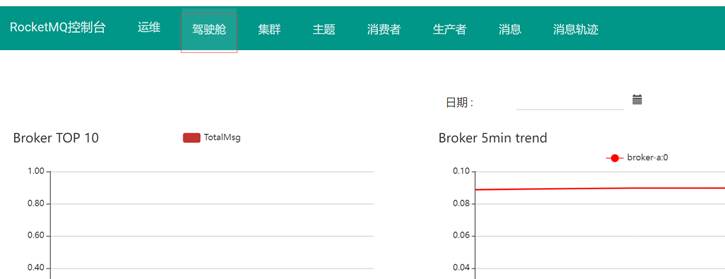 RocketMQ控制台 运维 驾驶舱 集群 主题 消费者 生产者 消息 消息轨迹
日期 :
Broker TOP 10
TotalMsg
1.00
0.80
0.60
0.40
Broker 5min trend
broker-a:0
0.10
0.08
0.06
0.04